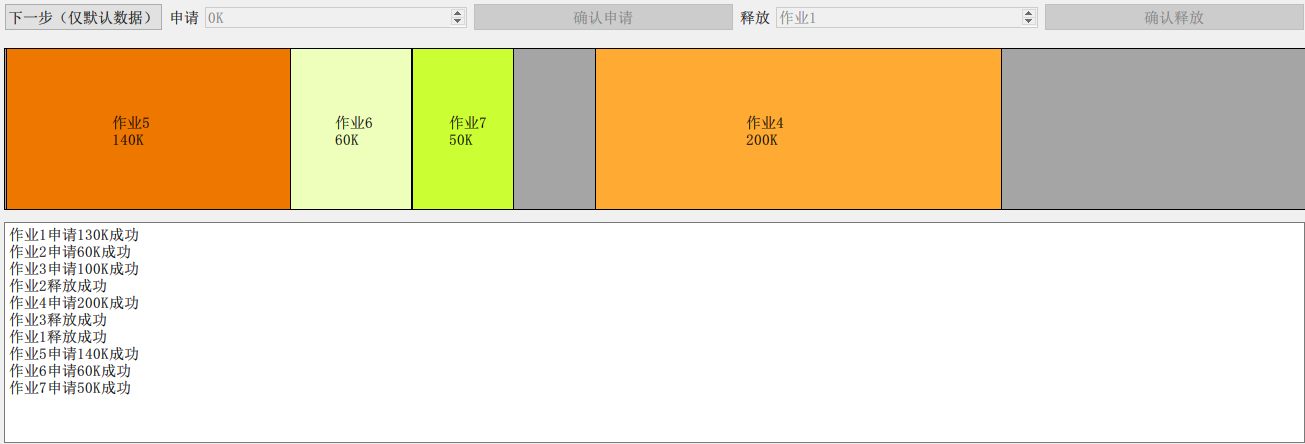 下一步（仅默认数据） 申请 0K 确认申请 释放 作业1 确认释放
作业5
140K
作业6
60K
作业7
50K
作业4
200K
作业1申请130K成功
作业2申请60K成功
作业3申请100K成功
作业2释放成功
作业4申请200K成功
作业3释放成功
作业1释放成功
作业5申请140K成功
作业6申请60K成功
作业7申请50K成功